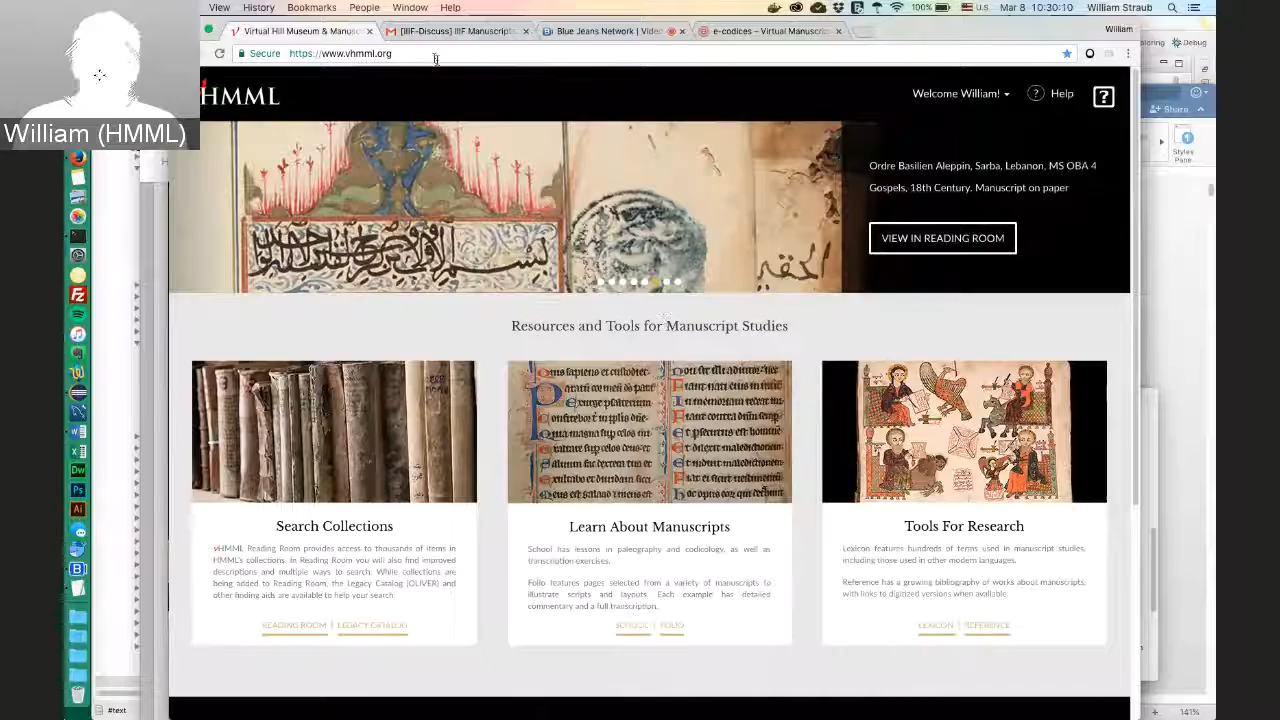 View History Bookmarks People Window Help
100% U.S. Mar 8 10:30:10 William Straub
Virtual Hill Museum & Manusc
[IIIF-Discuss] IIIF Manuscripts
Blue Jeans Network | Video
e-codices – Virtual Manuscrip
William
Secure https://www.vhmml.org
Debug
Share
Styles
Pane
William (HMML)
HMML
Welcome William!
? Help
?
Ordre Basilien Aleppin, Sarba, Lebanon, MS OBA 4
Gospels, 18th Century. Manuscript on paper
VIEW IN READING ROOM
Resources and Tools for Manuscript Studies
Search Collections
vHMML Reading Room provides access to thousands of items in
HMML's collections. In Reading Room you will also find improved
descriptions and multiple ways to search. While collections are
being added to Reading Room, the Legacy Catalog (OLIVER) and
other finding aids are available to help your search.
READING ROOM | LEGACY CATALOG
Learn About Manuscripts
School has lessons in paleography and codicology, as well as
transcription exercises.
Folio features pages selected from a variety of manuscripts to
illustrate scripts and layouts. Each example has detailed
commentary and a full transcription.
SCHOOL | FOLIO
Tools For Research
Lexicon features hundreds of terms used in manuscript studies,
including those used in other modern languages.
Reference has a growing bibliography of works about manuscripts,
with links to digitized versions when available.
LEXICON | REFERENCE
#text
141%